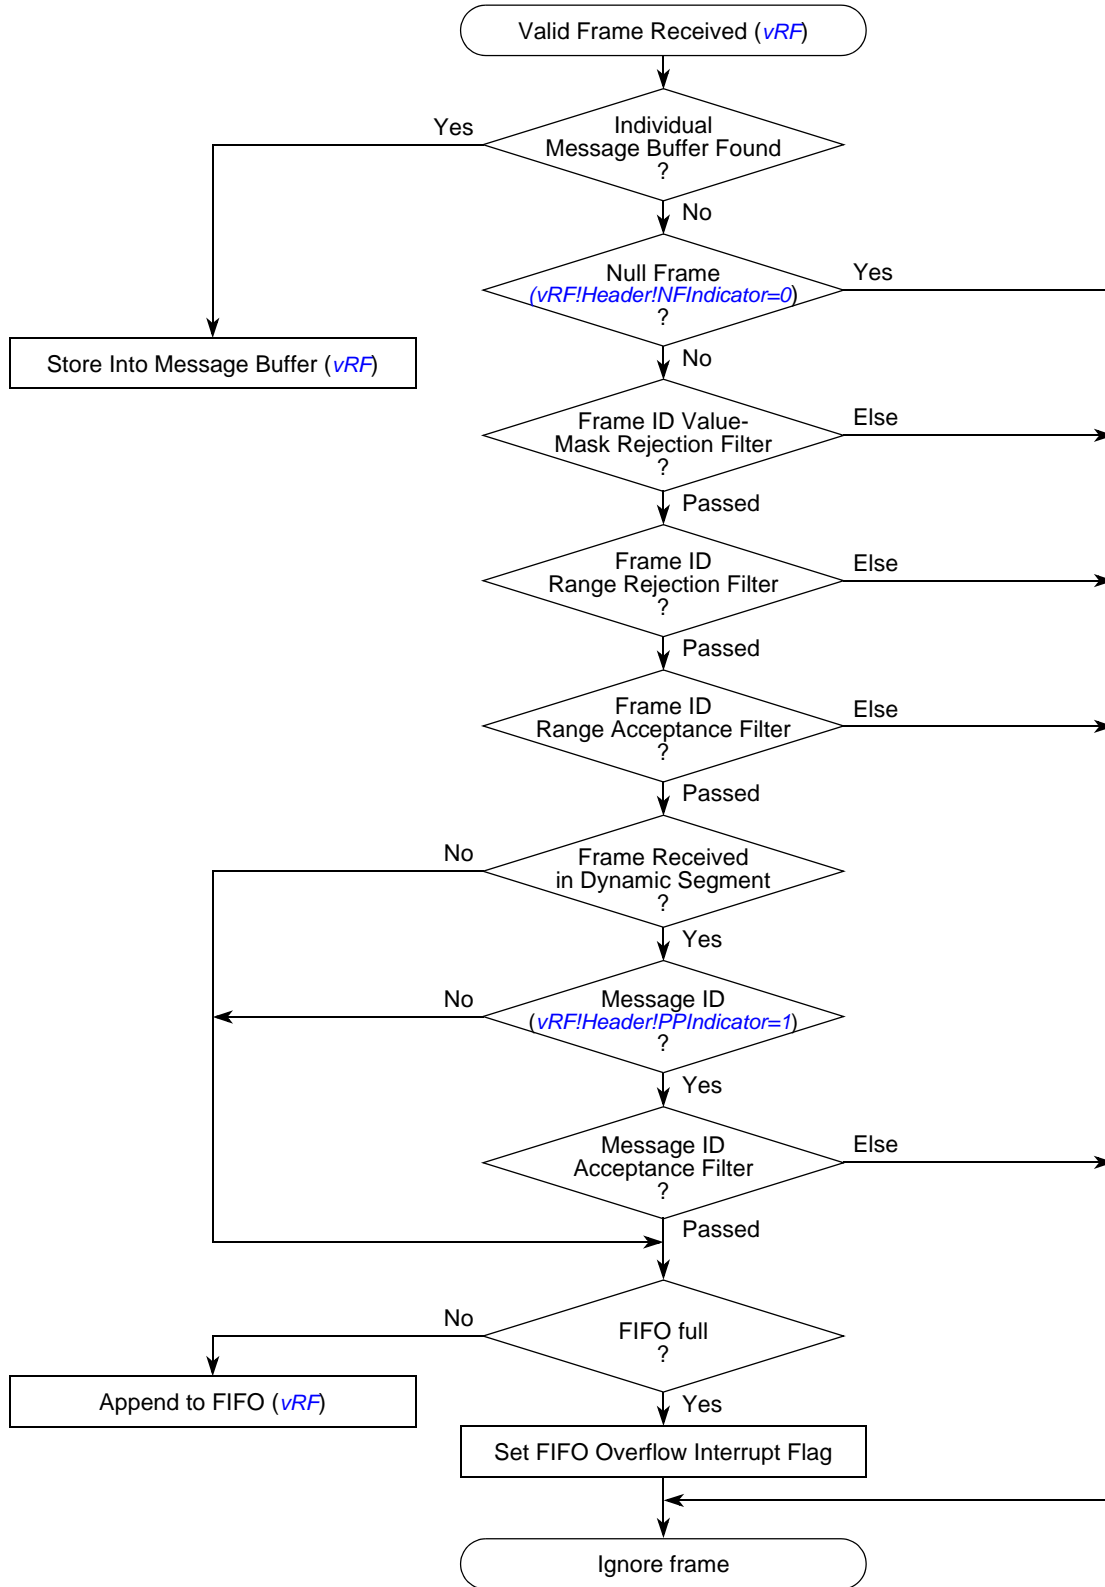 Valid Frame Received (vRF)
Individual
Message Buffer Found
?
Yes
No
Null Frame
(vRF!Header!NFIndicator=0)
?
Yes
Store Into Message Buffer (vRF)
No
Frame ID Value-
Mask Rejection Filter
?
Else
Passed
Frame ID
Range Rejection Filter
?
Else
Passed
Frame ID
Range Acceptance Filter
?
Else
Passed
No
Frame Received
in Dynamic Segment
?
Yes
No
Message ID
(vRF!Header!PPIndicator=1)
?
Yes
Message ID
Acceptance Filter
?
Else
Passed
No
FIFO full
?
Append to FIFO (vRF)
Yes
Set FIFO Overflow Interrupt Flag
Ignore frame